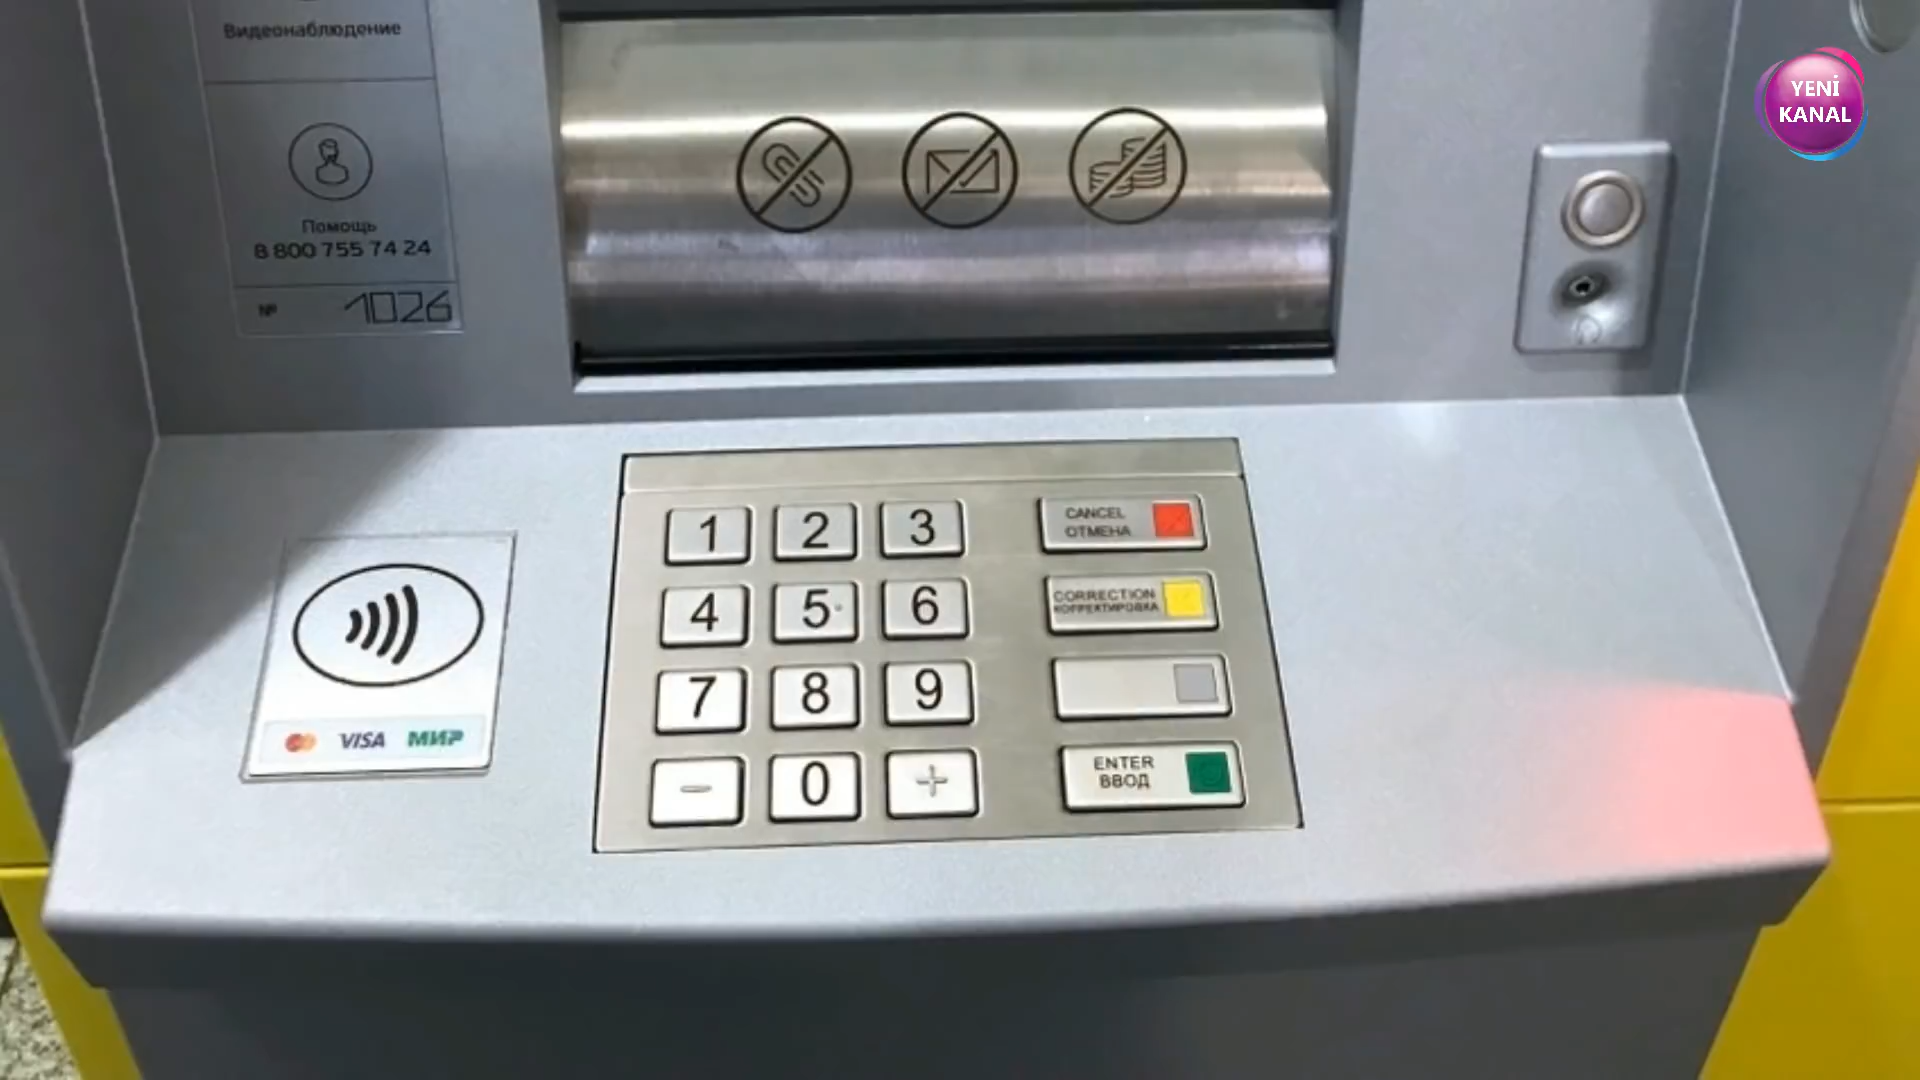 Видеонаблюдение
Помощь
8 800 755 74 24
№ 1026
YENİ
KANAL
1 2 3
CANCEL
ОТМЕНА
4 5 6
CORRECTION
КОРРЕКТИРОВКА
7 8 9
- 0 +
ENTER
ВВОД
VISA МИР